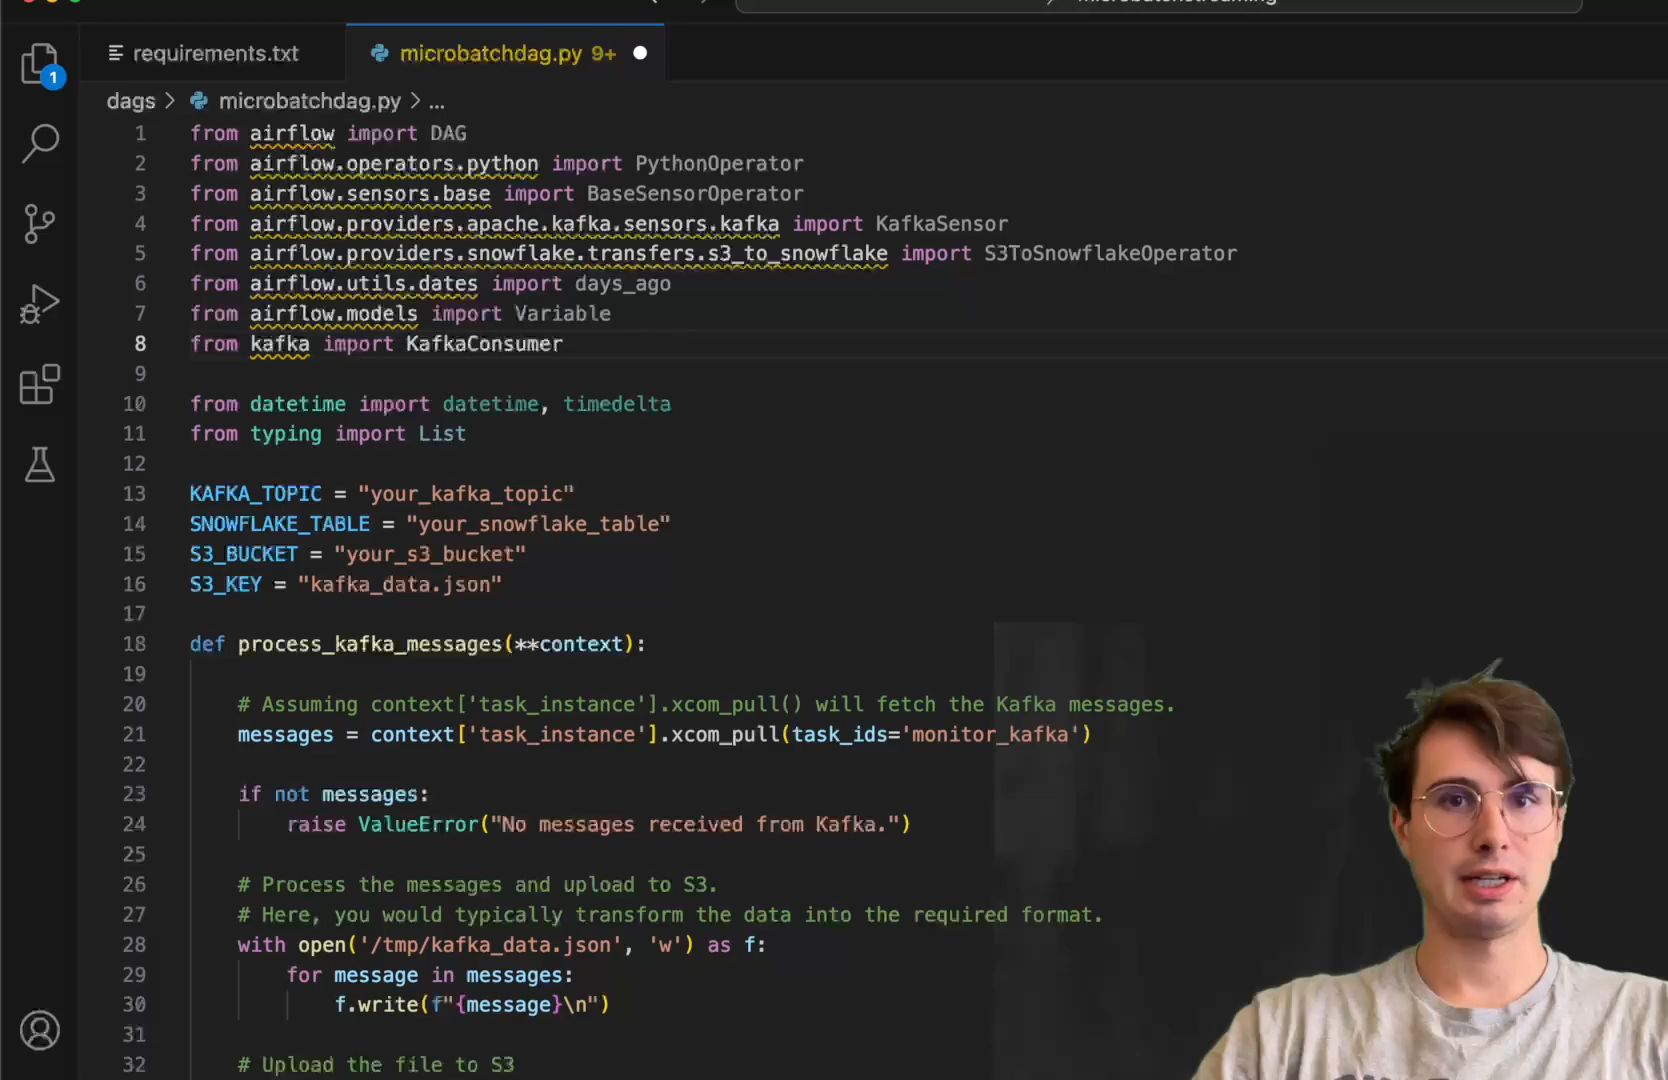 requirements.txt
microbatchdag.py 9+
1
dags > microbatchdag.py > ...
1 from airflow import DAG
2 from airflow.operators.python import PythonOperator
3 from airflow.sensors.base import BaseSensorOperator
4 from airflow.providers.apache.kafka.sensors.kafka import KafkaSensor
5 from airflow.providers.snowflake.transfers.s3_to_snowflake import S3ToSnowflakeOperator
6 from airflow.utils.dates import days_ago
7 from airflow.models import Variable
8 from kafka import KafkaConsumer
9
10 from datetime import datetime, timedelta
11 from typing import List
12
13 KAFKA_TOPIC = "your_kafka_topic"
14 SNOWFLAKE_TABLE = "your_snowflake_table"
15 S3_BUCKET = "your_s3_bucket"
16 S3_KEY = "kafka_data.json"
17
18 def process_kafka_messages(**context):
19
20 # Assuming context['task_instance'].xcom_pull() will fetch the Kafka messages.
21 messages = context['task_instance'].xcom_pull(task_ids='monitor_kafka')
22
23 if not messages:
24 raise ValueError("No messages received from Kafka.")
25
26 # Process the messages and upload to S3.
27 # Here, you would typically transform the data into the required format.
28 with open('/tmp/kafka_data.json', 'w') as f:
29 for message in messages:
30 f.write(f"{message}\n")
31
32 # Upload the file to S3